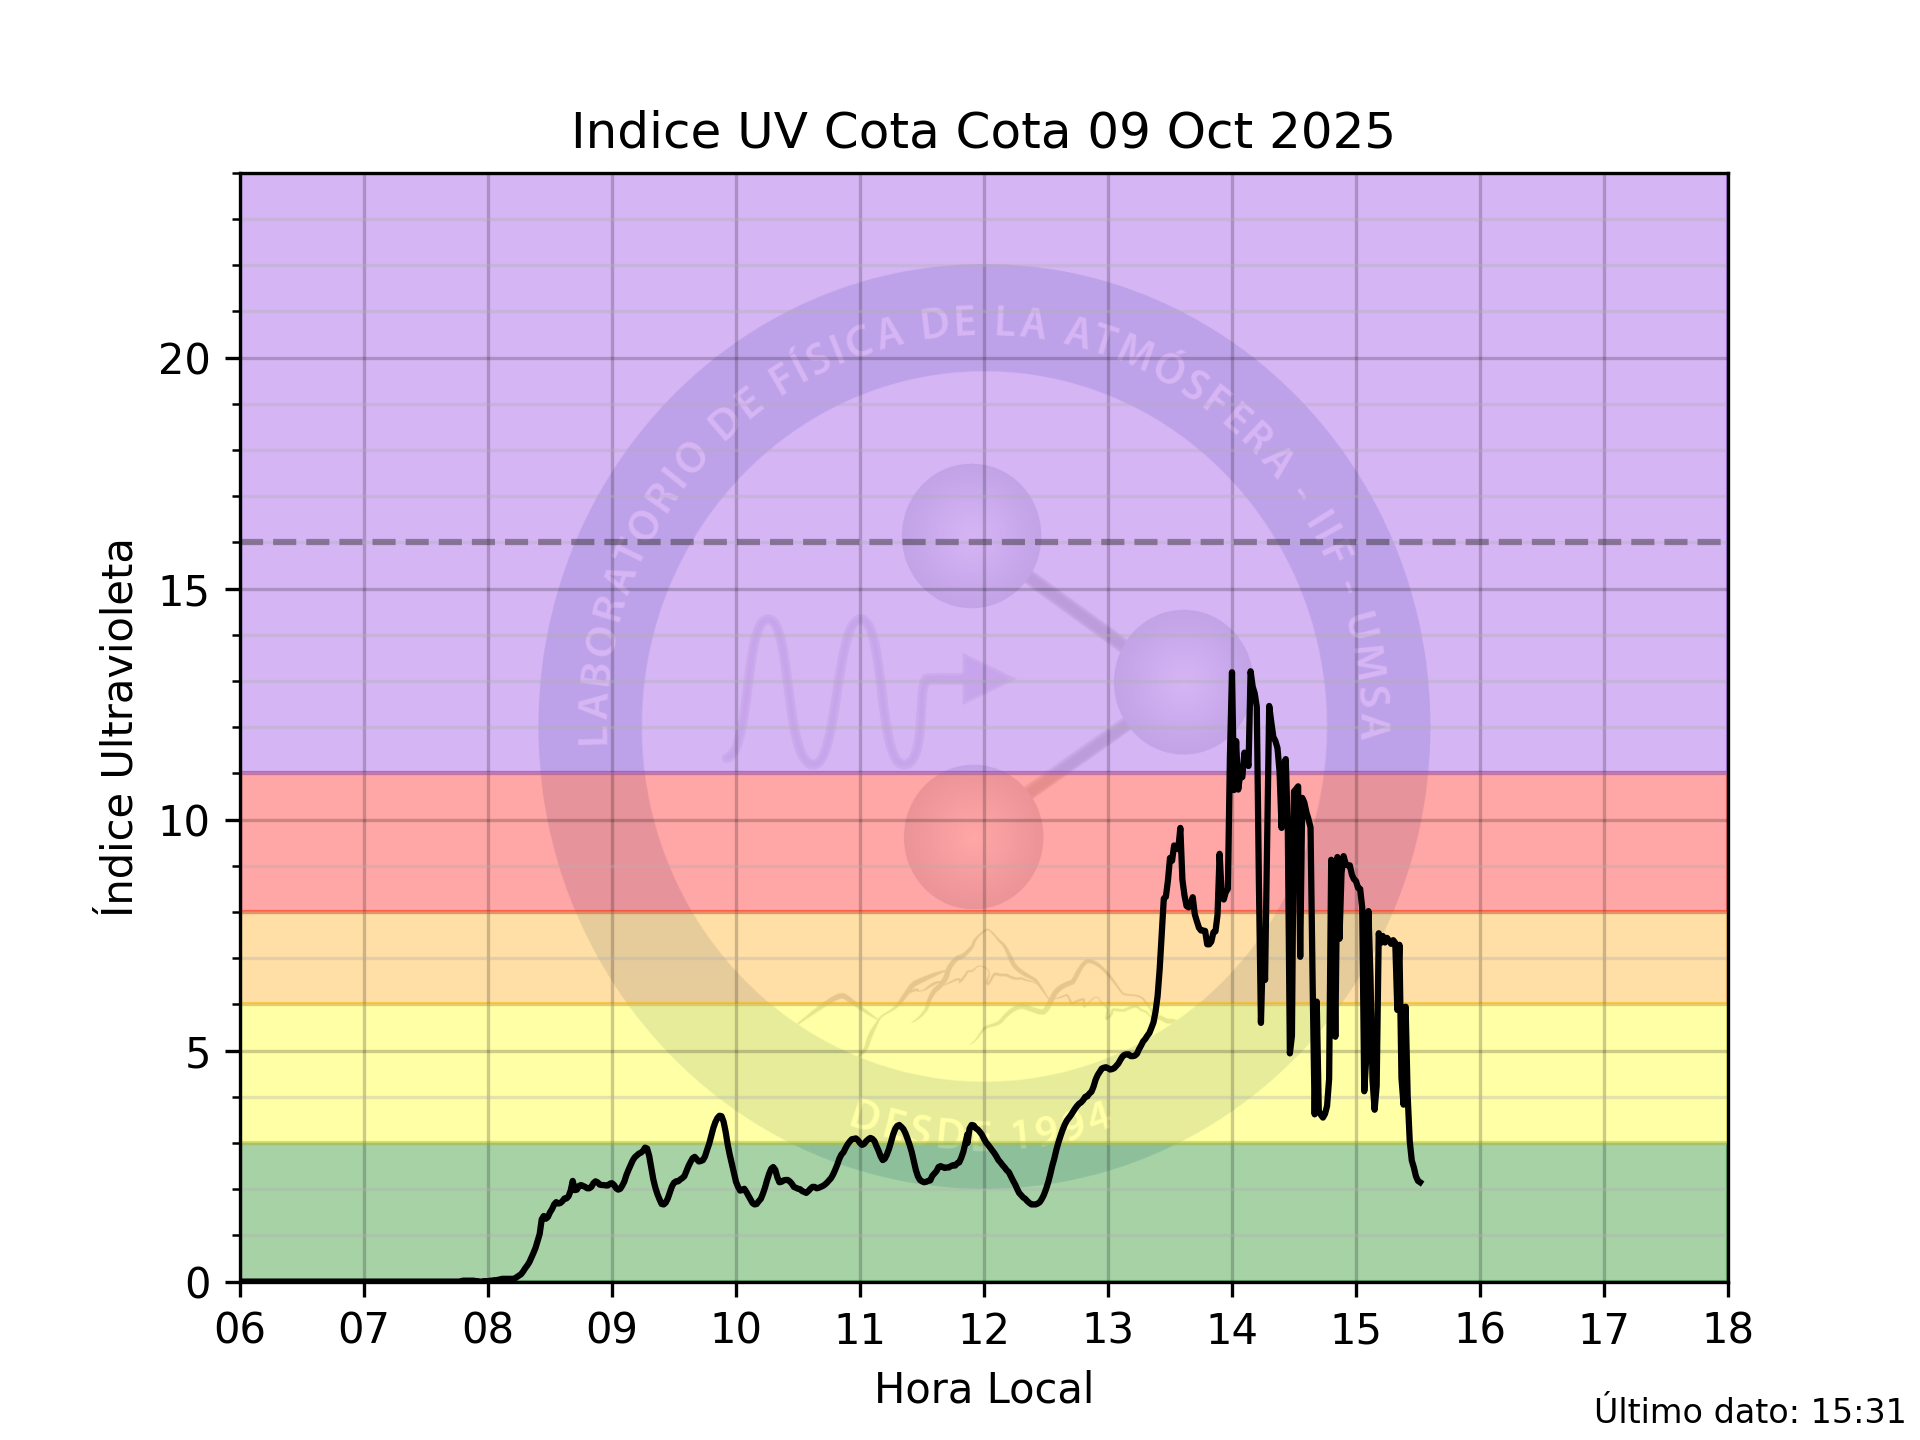 Indice UV Cota Cota 09 Oct 2025
LABORATORIO DE FÍSICA DE LA ATMÓSFERA - IIF - UMSA
DESDE 1994
Índice Ultravioleta
20
15
10
5
0
06 07 08 09 10 11 12 13 14 15 16 17 18
Hora Local
Último dato: 15:31